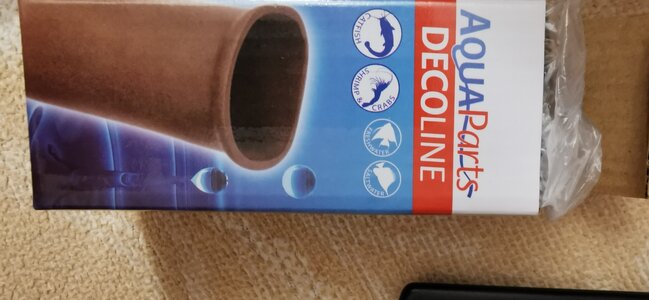 AQUAParts
DECOLINE
CATFISH
SHRIMP & CRABS
FRESHWATER
SALTWATER